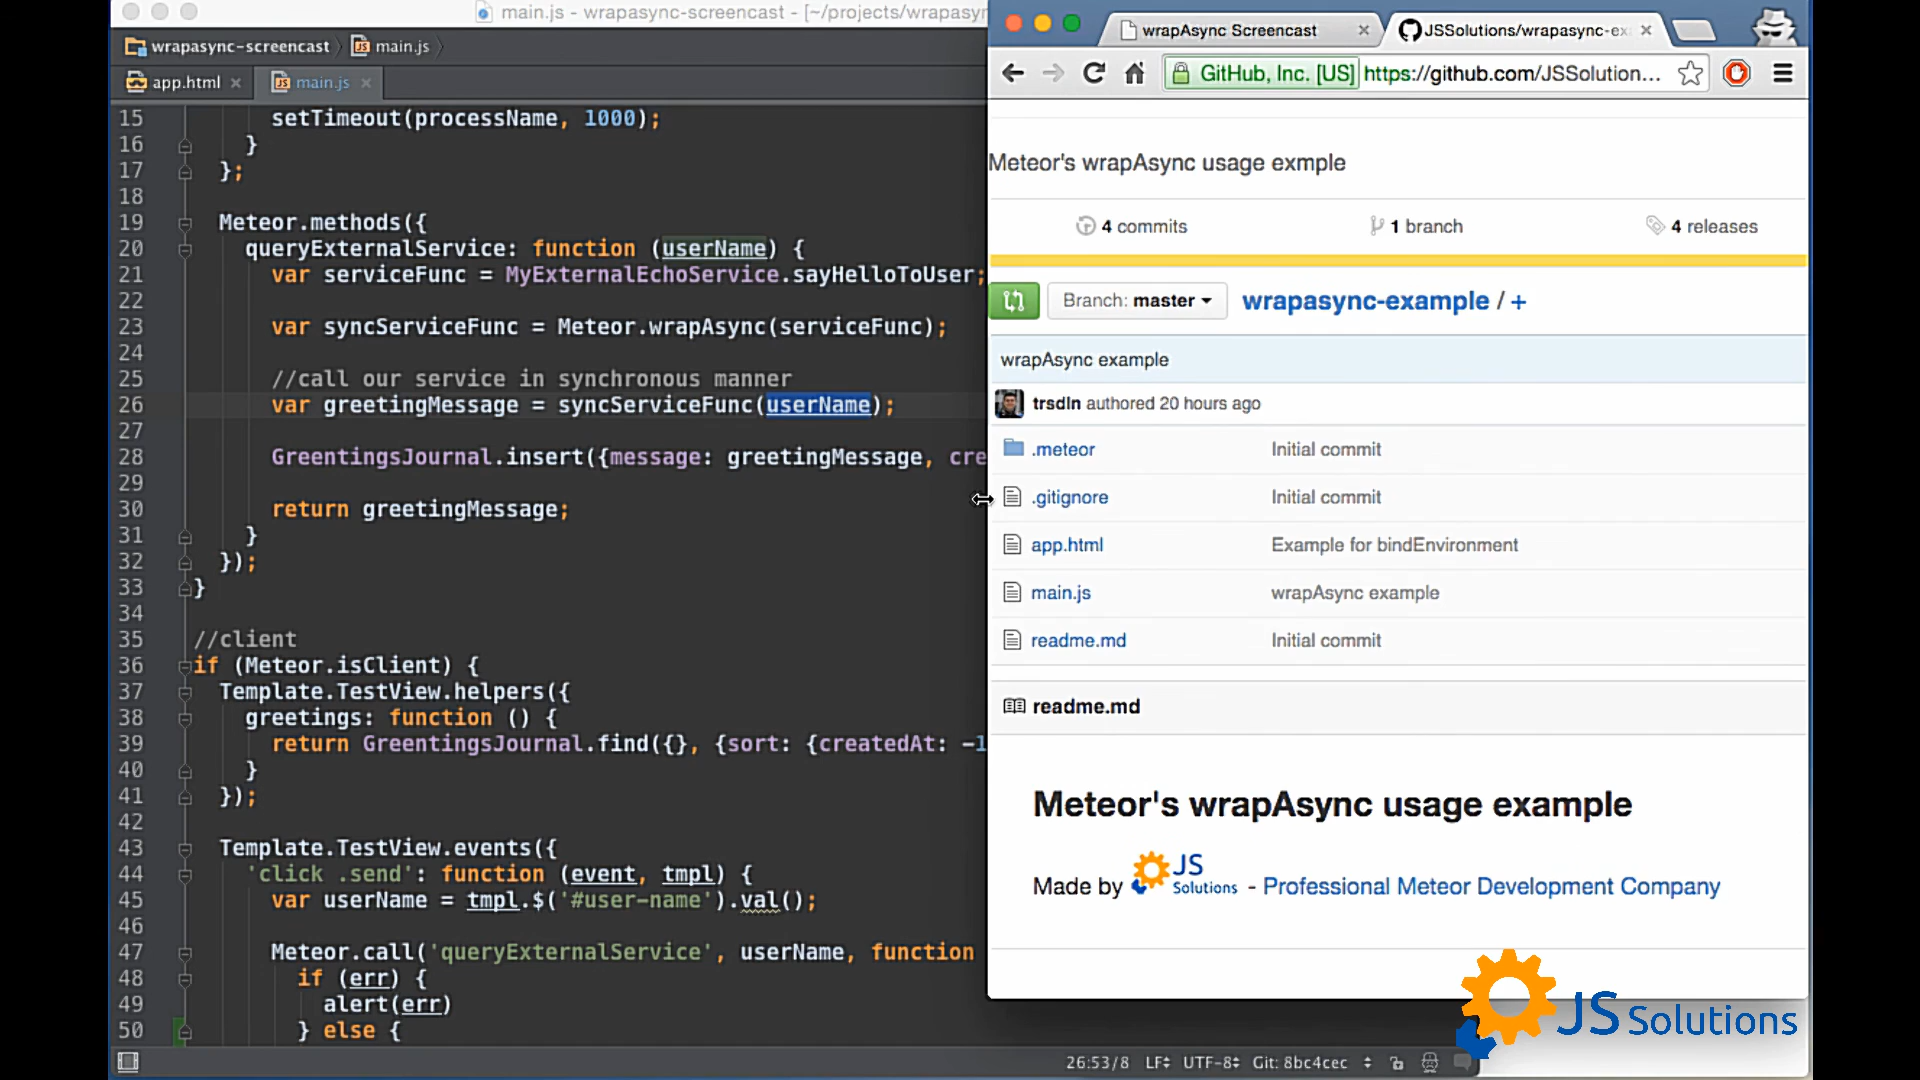 main.js - wrapasync-screencast - [~/projects/wrapasyn
wrapasync-screencast
main.js
app.html
main.js
15 setTimeout(processName, 1000);
16 }
17 };
18
19 Meteor.methods({
20 queryExternalService: function (userName) {
21 var serviceFunc = MyExternalEchoService.sayHelloToUser;
22
23 var syncServiceFunc = Meteor.wrapAsync(serviceFunc);
24
25 //call our service in synchronous manner
26 var greetingMessage = syncServiceFunc(userName);
27
28 GreentingsJournal.insert({message: greetingMessage, cre
29
30 return greetingMessage;
31 }
32 });
33 }
34
35 //client
36 if (Meteor.isClient) {
37 Template.TestView.helpers({
38 greetings: function () {
39 return GreentingsJournal.find({}, {sort: {createdAt: -1
40 }
41 });
42
43 Template.TestView.events({
44 'click .send': function (event, tmpl) {
45 var userName = tmpl.$('#user-name').val();
46
47 Meteor.call('queryExternalService', userName, function
48 if (err) {
49 alert(err)
50 } else {
26:53/8 LF UTF-8 Git: 8bc4cec
wrapAsync Screencast
JSSolutions/wrapasync-ex
GitHub, Inc. [US] https://github.com/JSSolution...
Meteor's wrapAsync usage exmple
4 commits 1 branch 4 releases
Branch: master wrapasync-example / +
wrapAsync example
trsdln authored 20 hours ago
.meteor Initial commit
.gitignore Initial commit
app.html Example for bindEnvironment
main.js wrapAsync example
readme.md Initial commit
readme.md
Meteor's wrapAsync usage example
Made by JS Solutions - Professional Meteor Development Company
JS Solutions